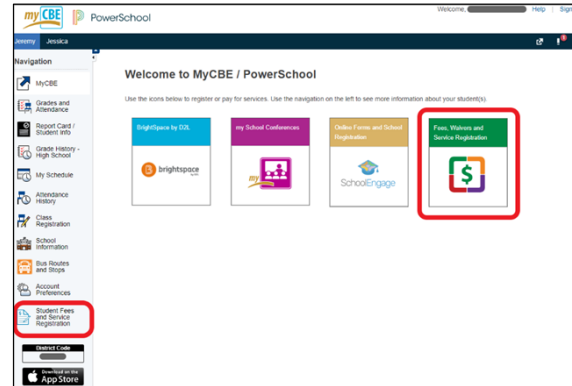 my CBE PowerSchool
Welcome, Help Sign
Jeremy Jessica
Navigation
MyCBE
Grades and
Attendance
Report Card /
Student Info
Grade History -
High School
My Schedule
Attendance
History
Class
Registration
School
Information
Bus Routes
and Stops
Account
Preferences
Student Fees
and Service
Registration
District Code
Download on the
App Store
Welcome to MyCBE / PowerSchool
Use the icons below to register or pay for services. Use the navigation on the left to see more information about your student(s).
BrightSpace by D2L
brightspace
my School Conferences
my
Online Forms and School
Registration
SchoolEngage
Fees, Waivers and
Service Registration
$